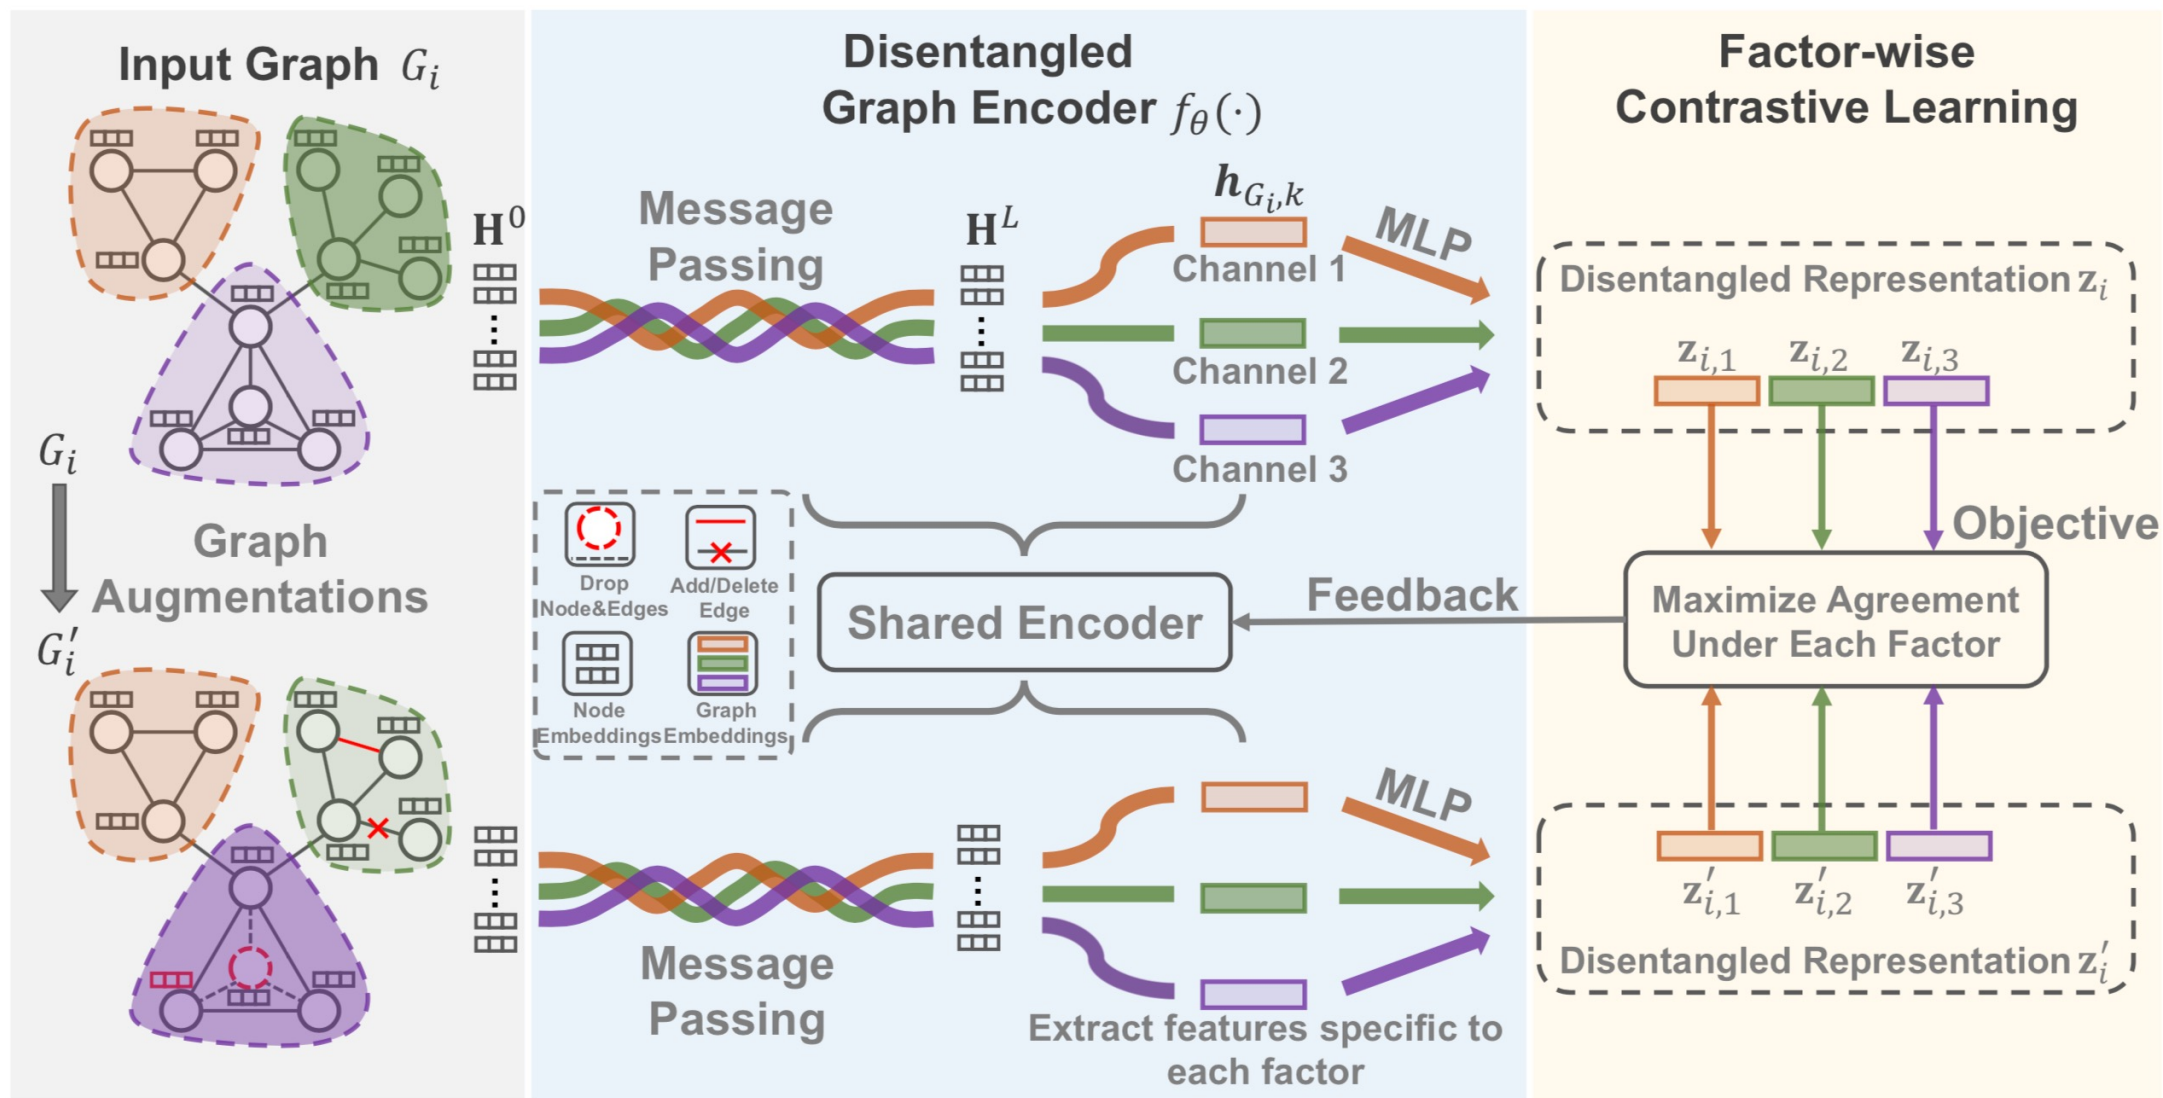 Input Graph G_i
Disentangled
Graph Encoder f_θ(·)
Factor-wise
Contrastive Learning
H^0
Message
Passing
H^L
h_{G_i,k}
Channel 1
Channel 2
Channel 3
MLP
Disentangled Representation z_i
z_{i,1} z_{i,2} z_{i,3}
G_i
Graph
Augmentations
G'_i
Drop
Node&Edges
Add/Delete
Edge
Node
Embeddings
Graph
Embeddings
Shared Encoder
Feedback
Objective
Maximize Agreement
Under Each Factor
Message
Passing
MLP
Extract features specific to
each factor
z'_{i,1} z'_{i,2} z'_{i,3}
Disentangled Representation z'_i